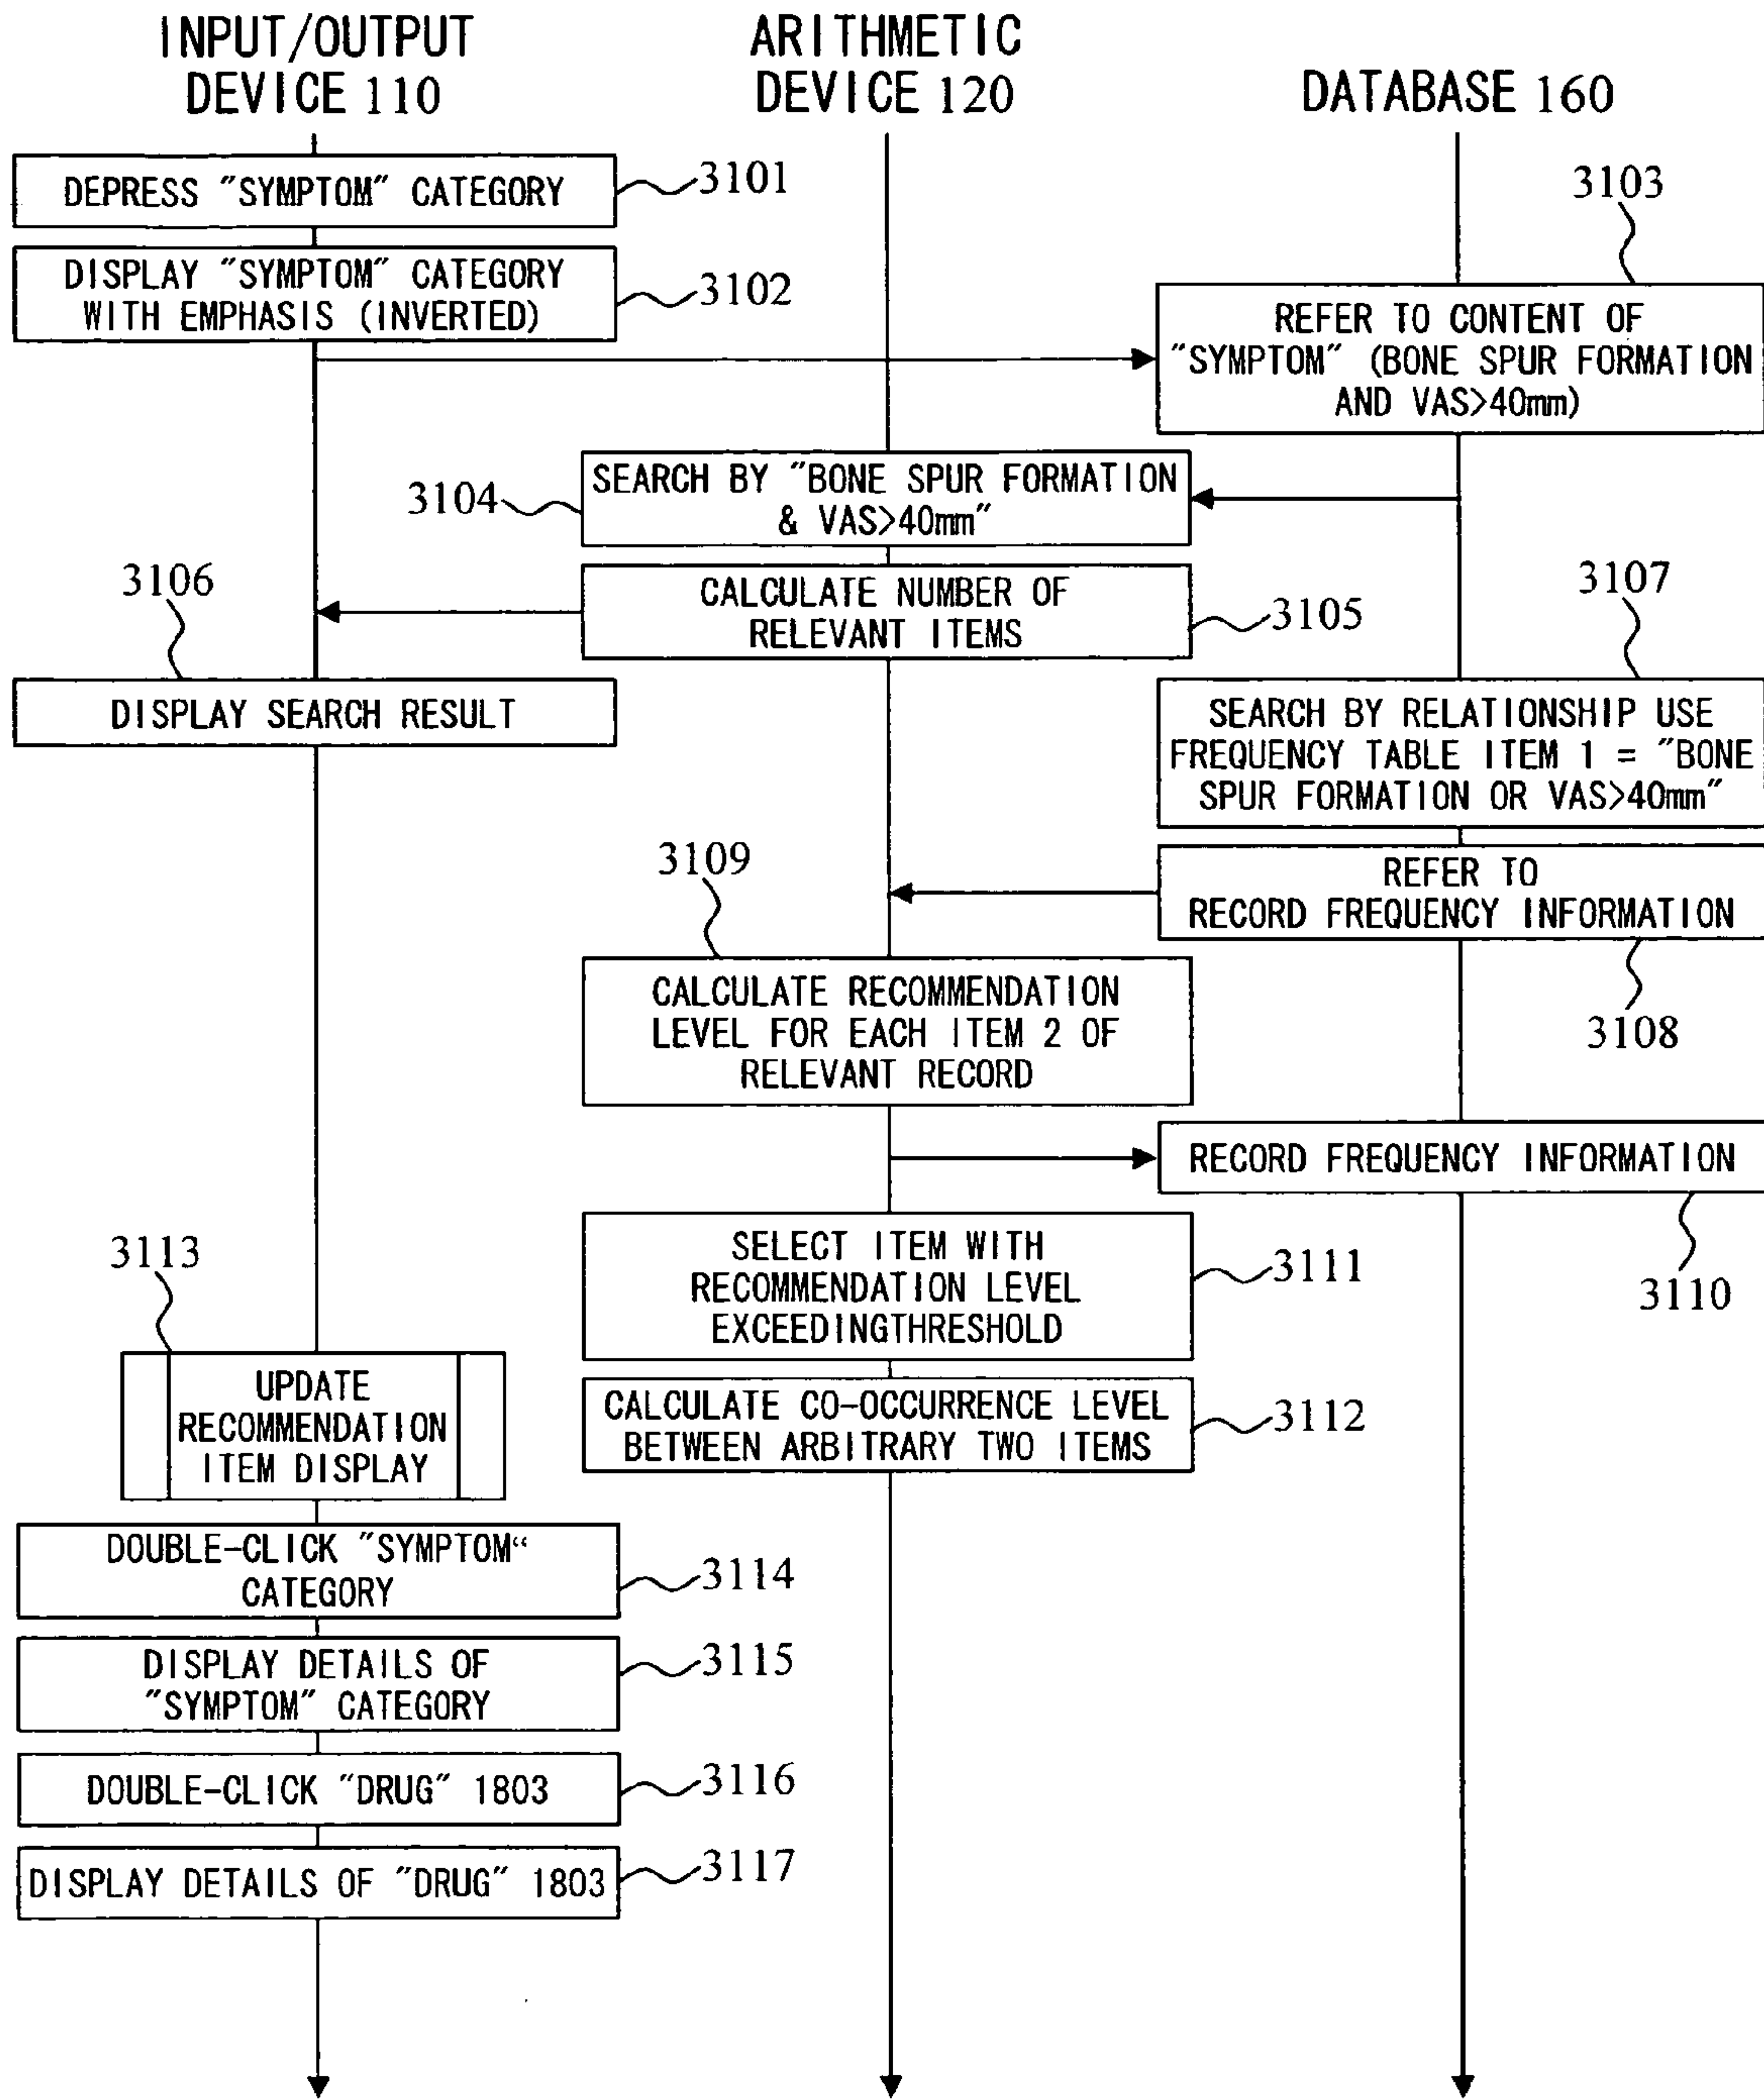 INPUT/OUTPUT
DEVICE 110
ARITHMETIC
DEVICE 120
DATABASE 160
DEPRESS "SYMPTOM" CATEGORY
3101
DISPLAY "SYMPTOM" CATEGORY
WITH EMPHASIS (INVERTED)
3102
3103
REFER TO CONTENT OF
"SYMPTOM" (BONE SPUR FORMATION
AND VAS>40mm)
3104
SEARCH BY "BONE SPUR FORMATION
& VAS>40mm"
CALCULATE NUMBER OF
RELEVANT ITEMS
3105
3106
DISPLAY SEARCH RESULT
3107
SEARCH BY RELATIONSHIP USE
FREQUENCY TABLE ITEM 1 = "BONE
SPUR FORMATION OR VAS>40mm"
REFER TO
RECORD FREQUENCY INFORMATION
3108
3109
CALCULATE RECOMMENDATION
LEVEL FOR EACH ITEM 2 OF
RELEVANT RECORD
RECORD FREQUENCY INFORMATION
3110
SELECT ITEM WITH
RECOMMENDATION LEVEL
EXCEEDINGTHRESHOLD
3111
CALCULATE CO-OCCURRENCE LEVEL
BETWEEN ARBITRARY TWO ITEMS
3112
3113
UPDATE
RECOMMENDATION
ITEM DISPLAY
DOUBLE-CLICK "SYMPTOM“
CATEGORY
3114
DISPLAY DETAILS OF
"SYMPTOM" CATEGORY
3115
DOUBLE-CLICK "DRUG" 1803
3116
DISPLAY DETAILS OF "DRUG" 1803
3117